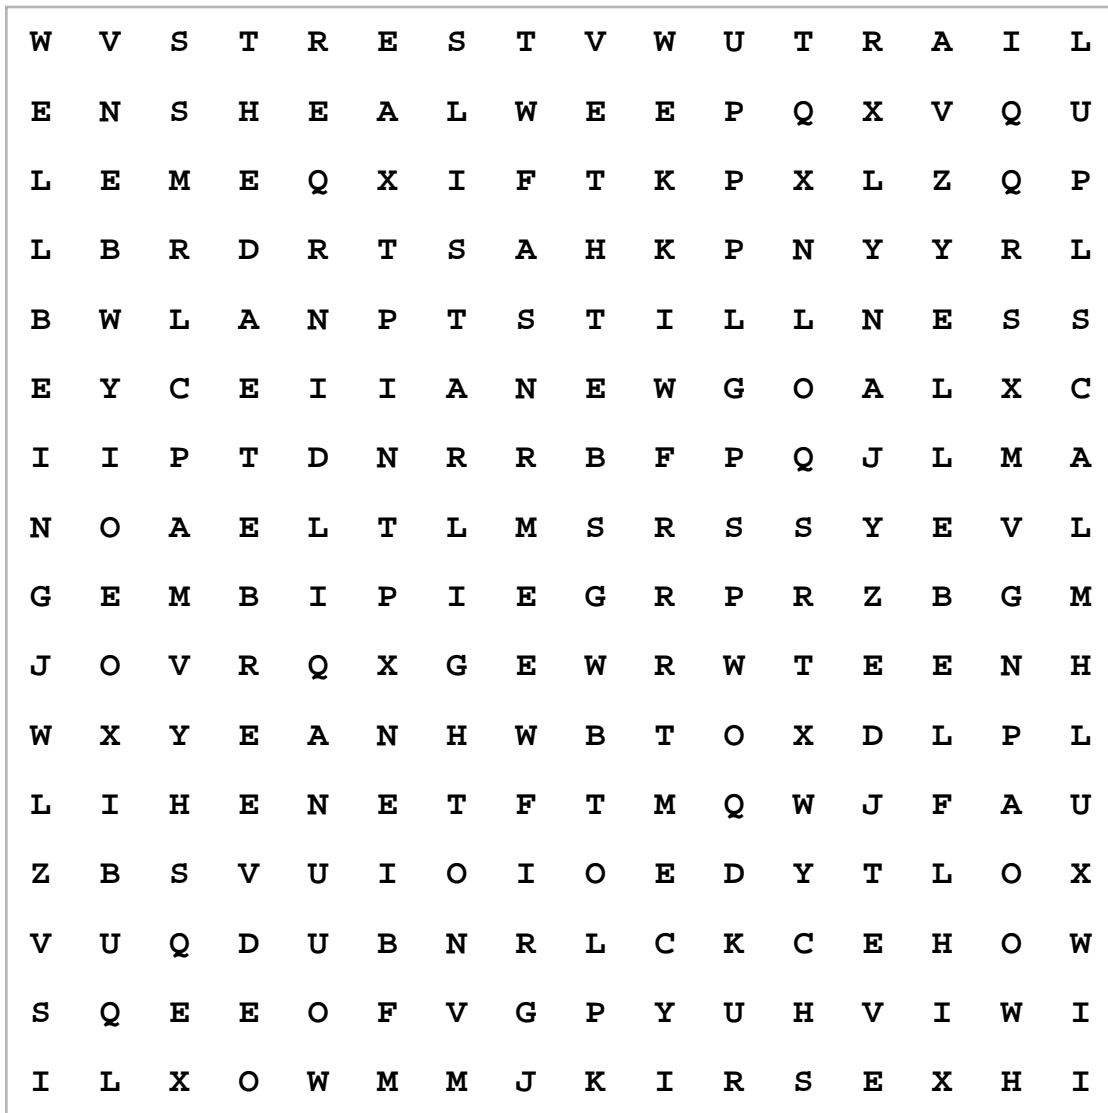 W V S T R E S T V W U T R A I L
E N S H E A L W E E P Q X V Q U
L E M E Q X I F T K P X L Z Q P
L B R D R T S A H K P N Y Y R L
B W L A N P T S T I L L N E S S
E Y C E I I A N E W G O A L X C
I I P T D N R R B F P Q J L M A
N O A E L T L M S R S S Y E V L
G E M B I P I E G R P R Z B G M
J O V R Q X G E W R W T E E N H
W X Y E A N H W B T O X D L P L
L I H E N E T F T M Q W J F A U
Z B S V U I O I O E D Y T L O X
V U Q D U B N R L C K C E H O W
S Q E E O F V G P Y U H V I W I
I L X O W M M J K I R S E X H I